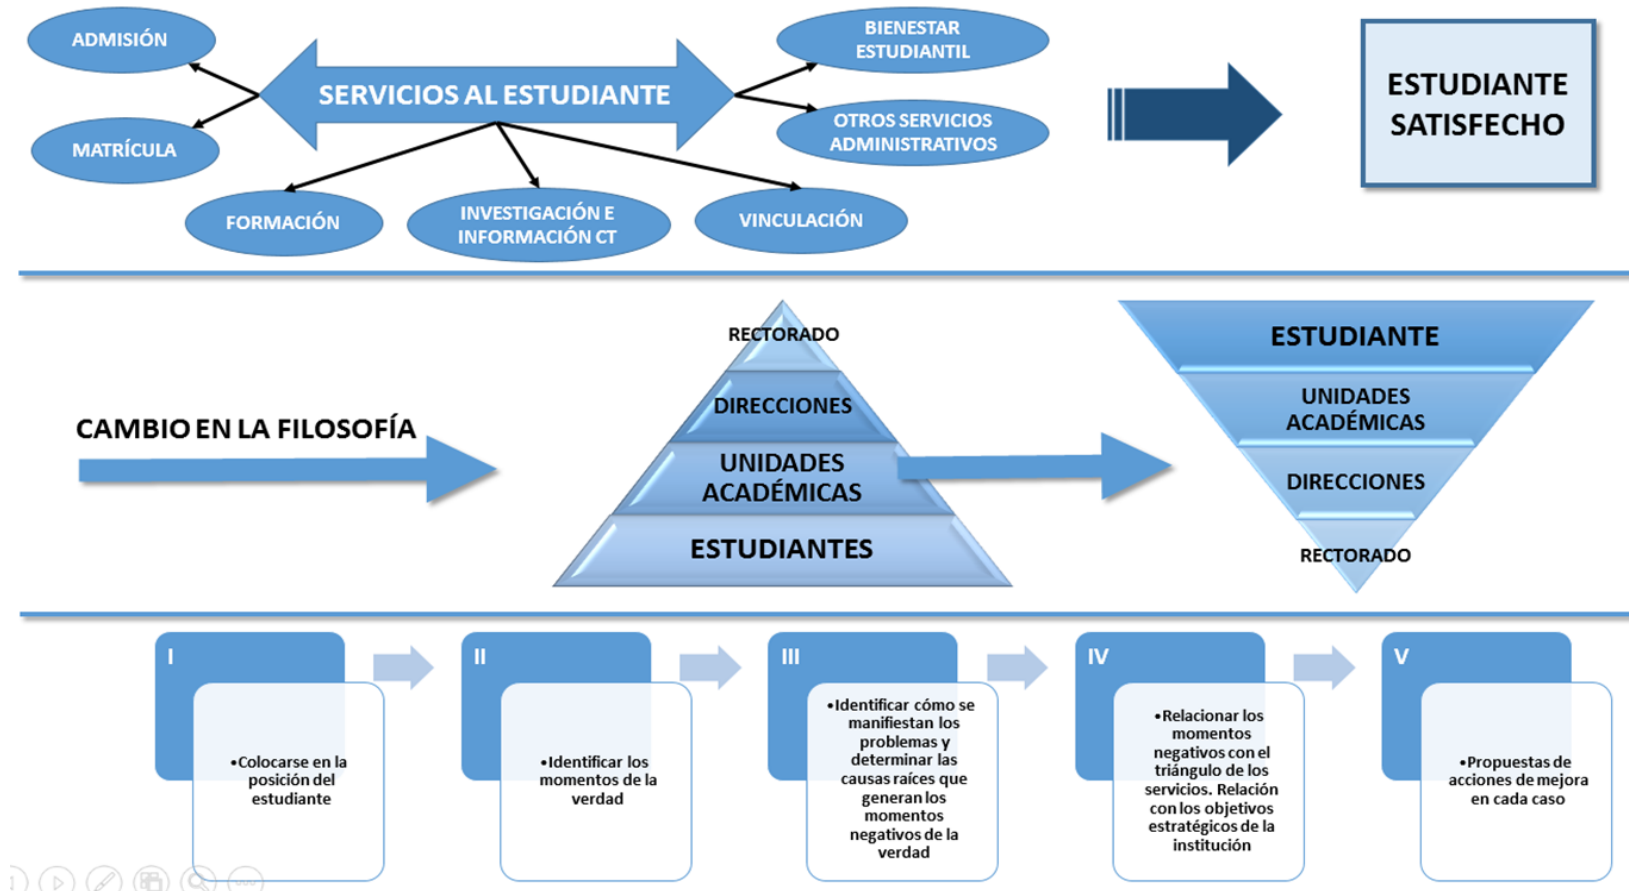 ADMISIÓN
MATRÍCULA
SERVICIOS AL ESTUDIANTE
BIENESTAR
ESTUDIANTIL
OTROS SERVICIOS
ADMINISTRATIVOS
FORMACIÓN
INVESTIGACIÓN E
INFORMACIÓN CT
VINCULACIÓN
ESTUDIANTE
SATISFECHO
CAMBIO EN LA FILOSOFÍA
RECTORADO
DIRECCIONES
UNIDADES
ACADÉMICAS
ESTUDIANTES
ESTUDIANTE
UNIDADES
ACADÉMICAS
DIRECCIONES
RECTORADO
I
•Colocarse en la
posición del
estudiante
II
•Identificar los
momentos de la
verdad
III
•Identificar cómo se
manifiestan los
problemas y
determinar las
causas raíces que
generan los
momentos
negativos de la
verdad
IV
•Relacionar los
momentos
negativos con el
triángulo de los
servicios. Relación
con los objetivos
estratégicos de la
institución
V
•Propuestas de
acciones de mejora
en cada caso